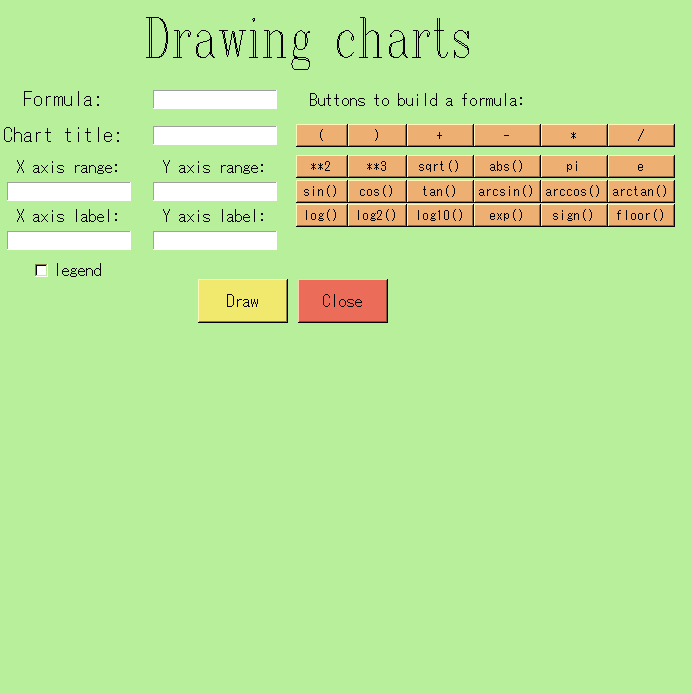 Drawing charts
Formula:
Buttons to build a formula:
Chart title:
( ) + - * /
X axis range: Y axis range:
**2 **3 sqrt() abs() pi e
sin() cos() tan() arcsin() arccos() arctan()
X axis label: Y axis label:
log() log2() log10() exp() sign() floor()
legend
Draw Close